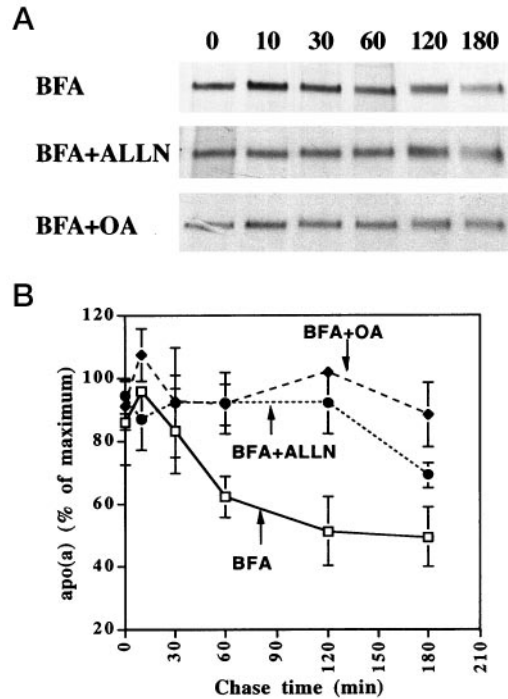 A
0 10 30 60 120 180
BFA
BFA+ALLN
BFA+OA
B
120
100
80
60
40
20
apo(a) (% of maximum)
BFA+OA
BFA+ALLN
BFA
0 30 60 90 120 150 180 210
Chase time (min)